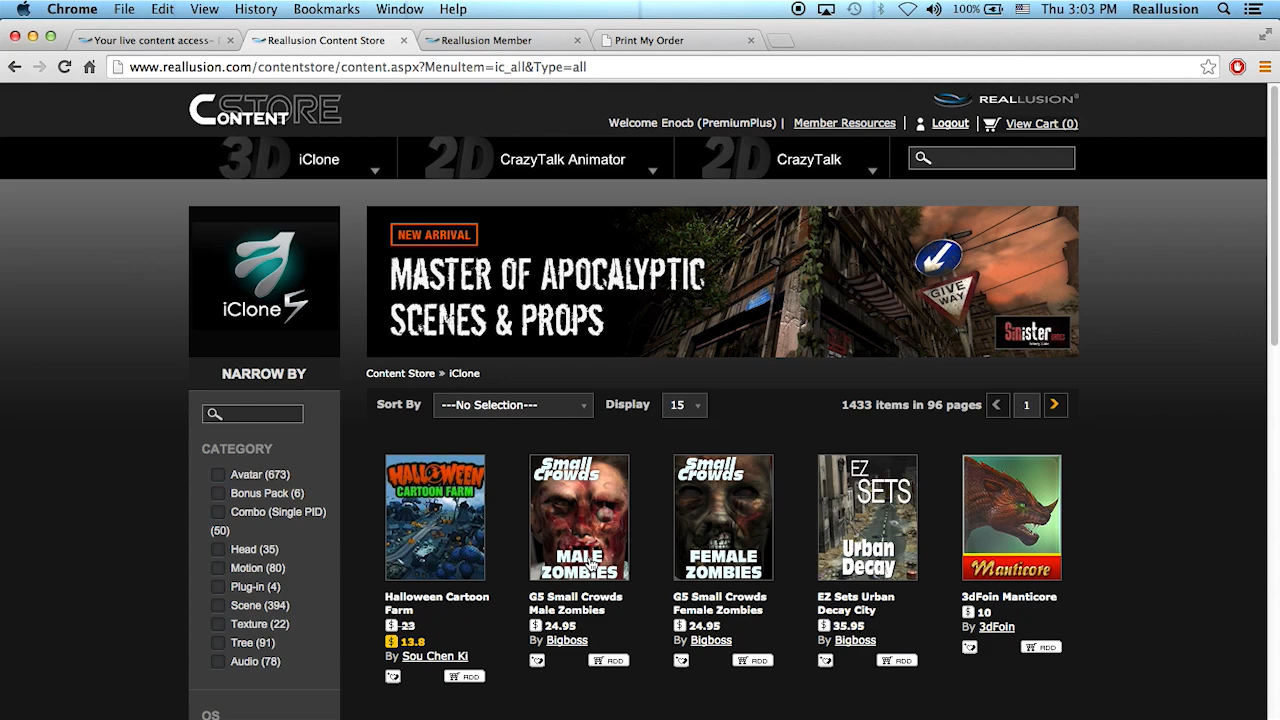 Chrome File Edit View History Bookmarks Window Help 100% Thu 3:03 PM Reallusion
Your live content access– Reallusion Content Store Reallusion Member Print My Order
www.reallusion.com/contentstore/content.aspx?MenuItem=ic_all&Type=all
CONTENT STORE
REALLUSION®
Welcome Enocb (PremiumPlus) | Member Resources | Logout | View Cart (0)
3D iClone 2D CrazyTalk Animator 2D CrazyTalk
iClone5
NEW ARRIVAL
MASTER OF APOCALYPTIC
SCENES & PROPS
GIVE WAY
Sinister
NARROW BY
Content Store » iClone
Sort By ---No Selection--- Display 15 1433 items in 96 pages < 1 >
CATEGORY
Avatar (673)
Bonus Pack (6)
Combo (Single PID)
(50)
Head (35)
Motion (80)
Plug-in (4)
Scene (394)
Texture (22)
Tree (91)
Audio (78)
OS
HALLOWEEN
CARTOON FARM
Halloween Cartoon
Farm
$ 23
$ 13.8
By Sou Chen Ki
ADD
Small
Crowds
MALE
ZOMBIES
G5 Small Crowds
Male Zombies
$ 24.95
By Bigboss
ADD
Small
Crowds
FEMALE
ZOMBIES
G5 Small Crowds
Female Zombies
$ 24.95
By Bigboss
ADD
EZ
SETS
Urban
Decay
EZ Sets Urban
Decay City
$ 35.95
By Bigboss
ADD
Manticore
3dFoin Manticore
$ 10
By 3dFoin
ADD